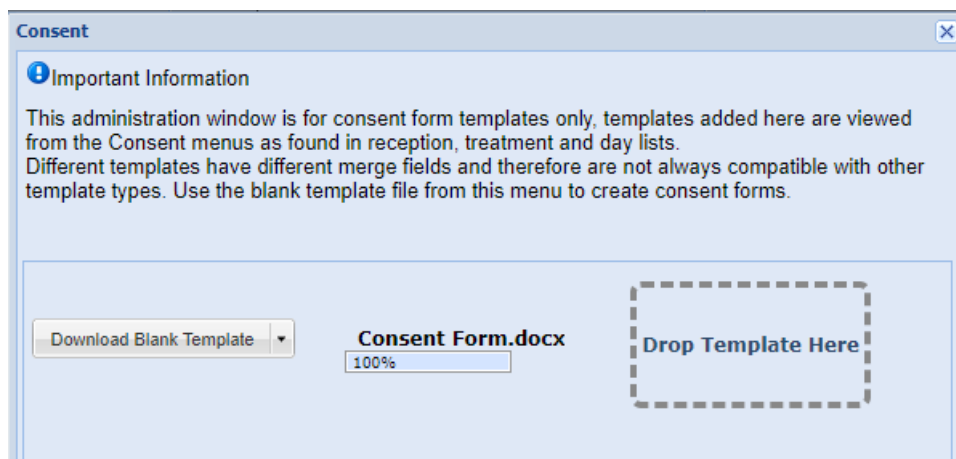 Consent
Important Information
This administration window is for consent form templates only, templates added here are viewed
from the Consent menus as found in reception, treatment and day lists.
Different templates have different merge fields and therefore are not always compatible with other
template types. Use the blank template file from this menu to create consent forms.
Download Blank Template
Consent Form.docx
100%
Drop Template Here